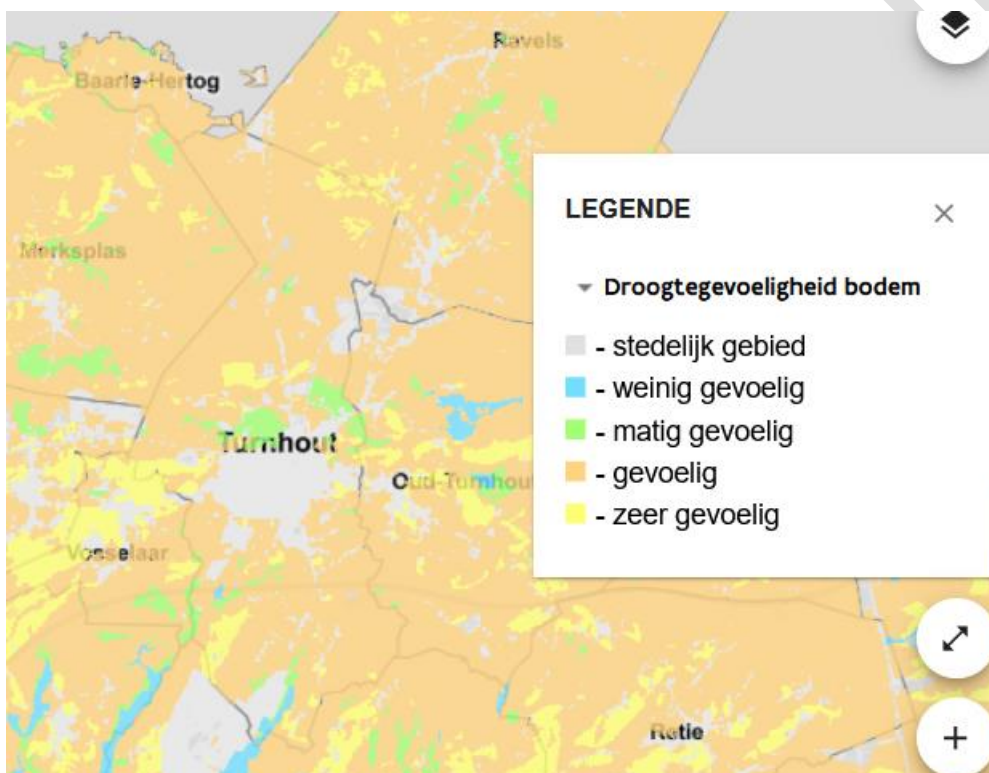 Ravels
Baarle-Hertog
Merksplas
Turnhout
Oud-Turnhout
Vosselaar
Retie
LEGENDE
Droogtegevoeligheid bodem
- stedelijk gebied
- weinig gevoelig
- matig gevoelig
- gevoelig
- zeer gevoelig